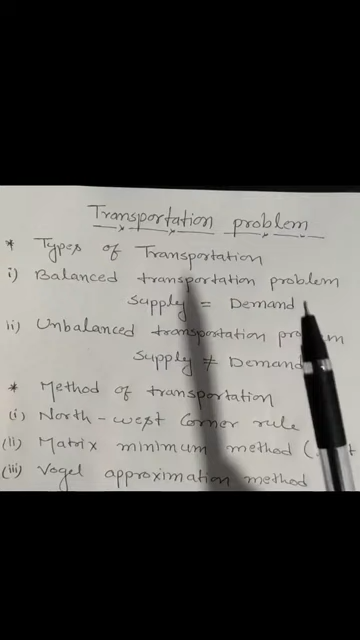 Transportation problem
* Types of Transportation
i) Balanced transportation problem
Supply = Demand
ii) Unbalanced transportation problem
Supply ≠ Demand
* Method of transportation
(i) North-west Corner rule
(ii) Matrix minimum method (
(iii) Vogel approximation method